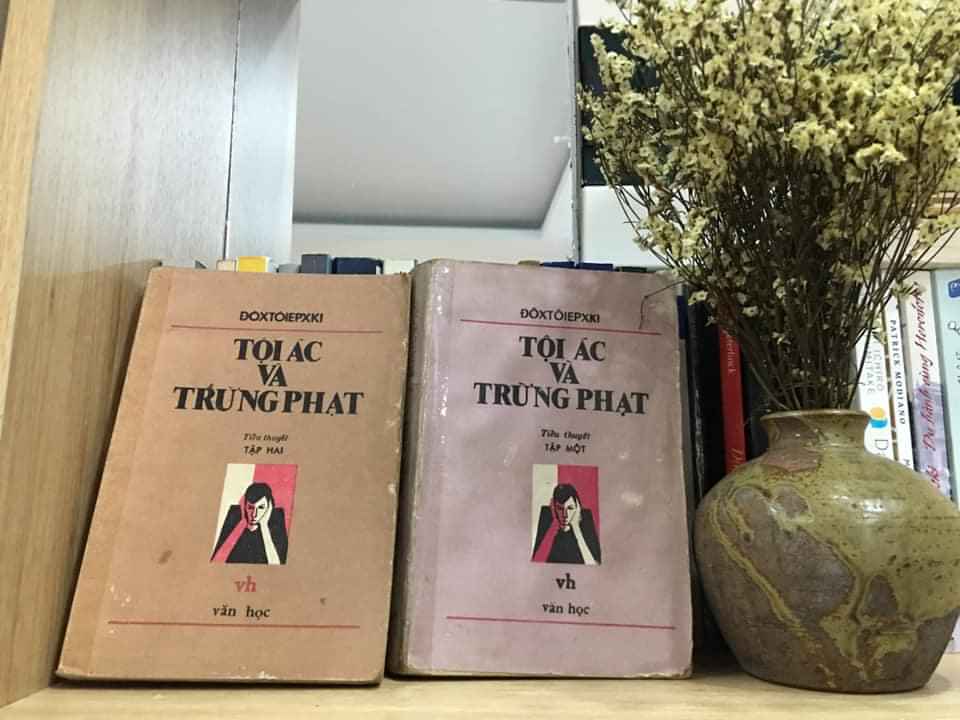 ĐÔXTÔIEPXKI
TỘI ÁC
VÀ
TRỪNG PHẠT
Tiểu thuyết
TẬP HAI
vh
văn học
ĐÔXTÔIEPXKI
TỘI ÁC
VÀ
TRỪNG PHẠT
Tiểu thuyết
TẬP MỘT
vh
văn học
PATRICK MODIANO